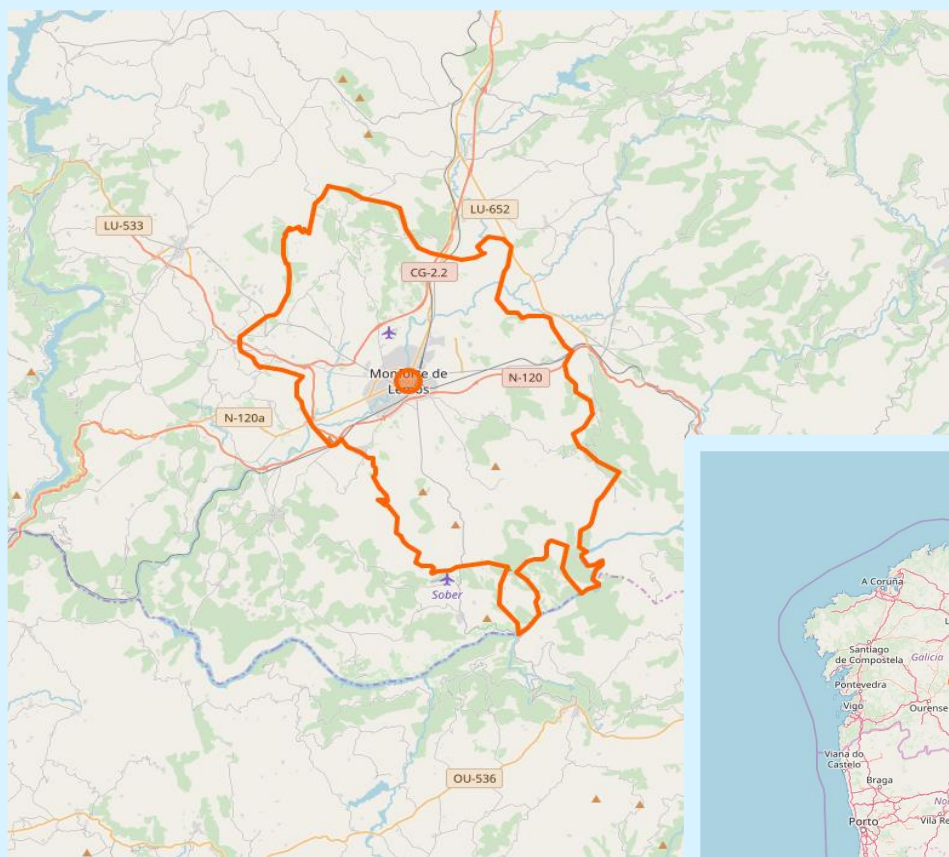 LU-533
LU-652
CG-2.2
Monforte de
Lemos
N-120
N-120a
Sober
OU-536
A Coruña
Santiago
de Compostela
Galicia
Pontevedra
Vigo
Ourense
Viana do
Castelo
Braga
Porto
Vila Re